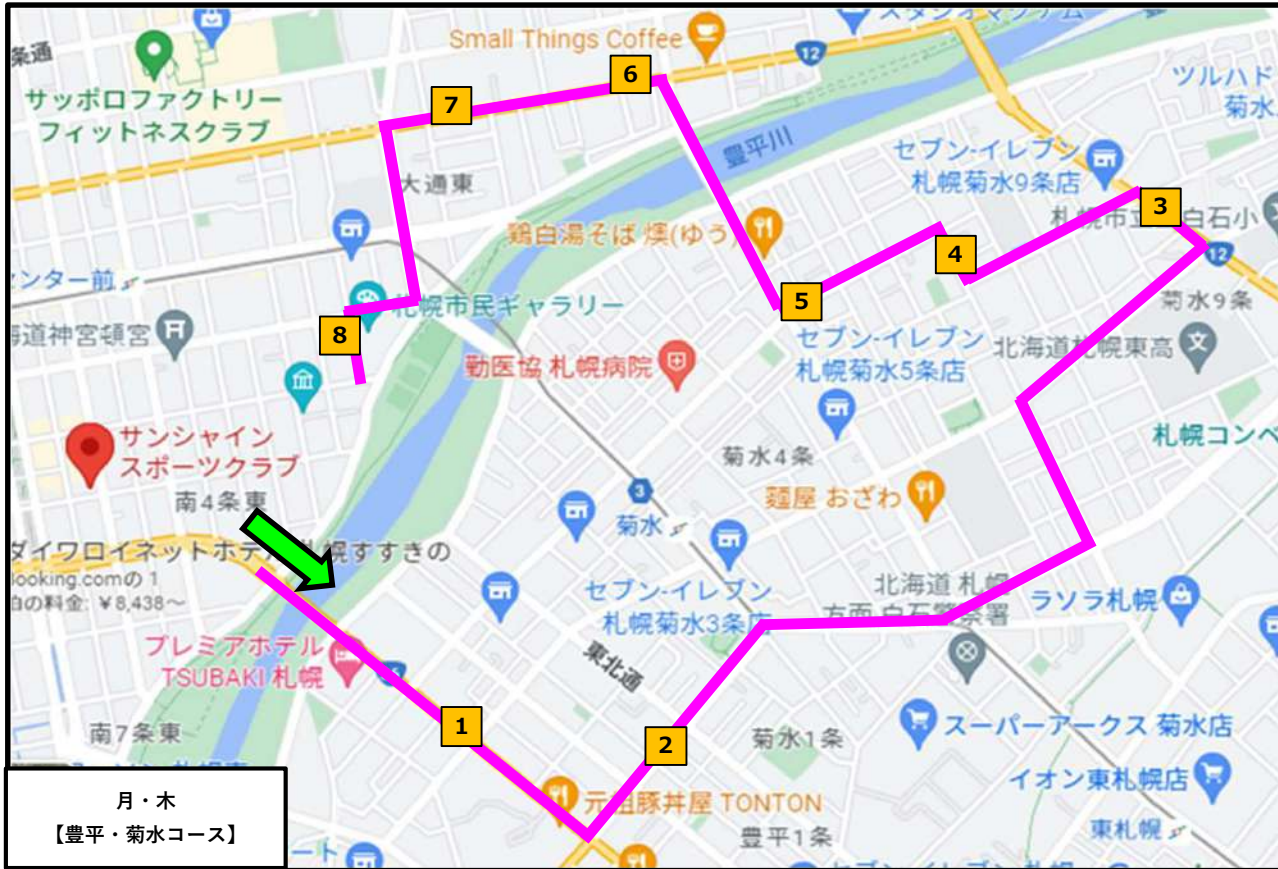 Small Things Coffee
12
スタジオマッチム
条通
6
ツルハド
菊水
サッポロファクトリー
フィットネスクラブ
7
豊平川
セブン-イレブン
札幌菊水9条店
大通東
3
札幌市立
白石小
鶏白湯そば 燠(ゆう)
4
12
センター前
5
菊水9条
札幌市民ギャラリー
海道神宮頓宮
8
セブン-イレブン
札幌菊水5条店
北海道札幌東高
勤医協 札幌病院
サンシャイン
スポーツクラブ
札幌コンベ
菊水4条
麺屋 おざわ
南4条東
3
菊水
ダイワロイネットホテル 札幌すすきの
Booking.comの 1
泊の料金: ¥8,438~
セブン-イレブン
札幌菊水3条店
北海道 札幌
方面 白石警察署
ラソラ札幌
プレミアホテル
TSUBAKI 札幌
東北通
1
2
菊水1条
スーパーアークス 菊水店
南7条東
イオン東札幌店
元祖豚丼屋 TONTON
豊平1条
東札幌
月・木
【豊平・菊水コース】